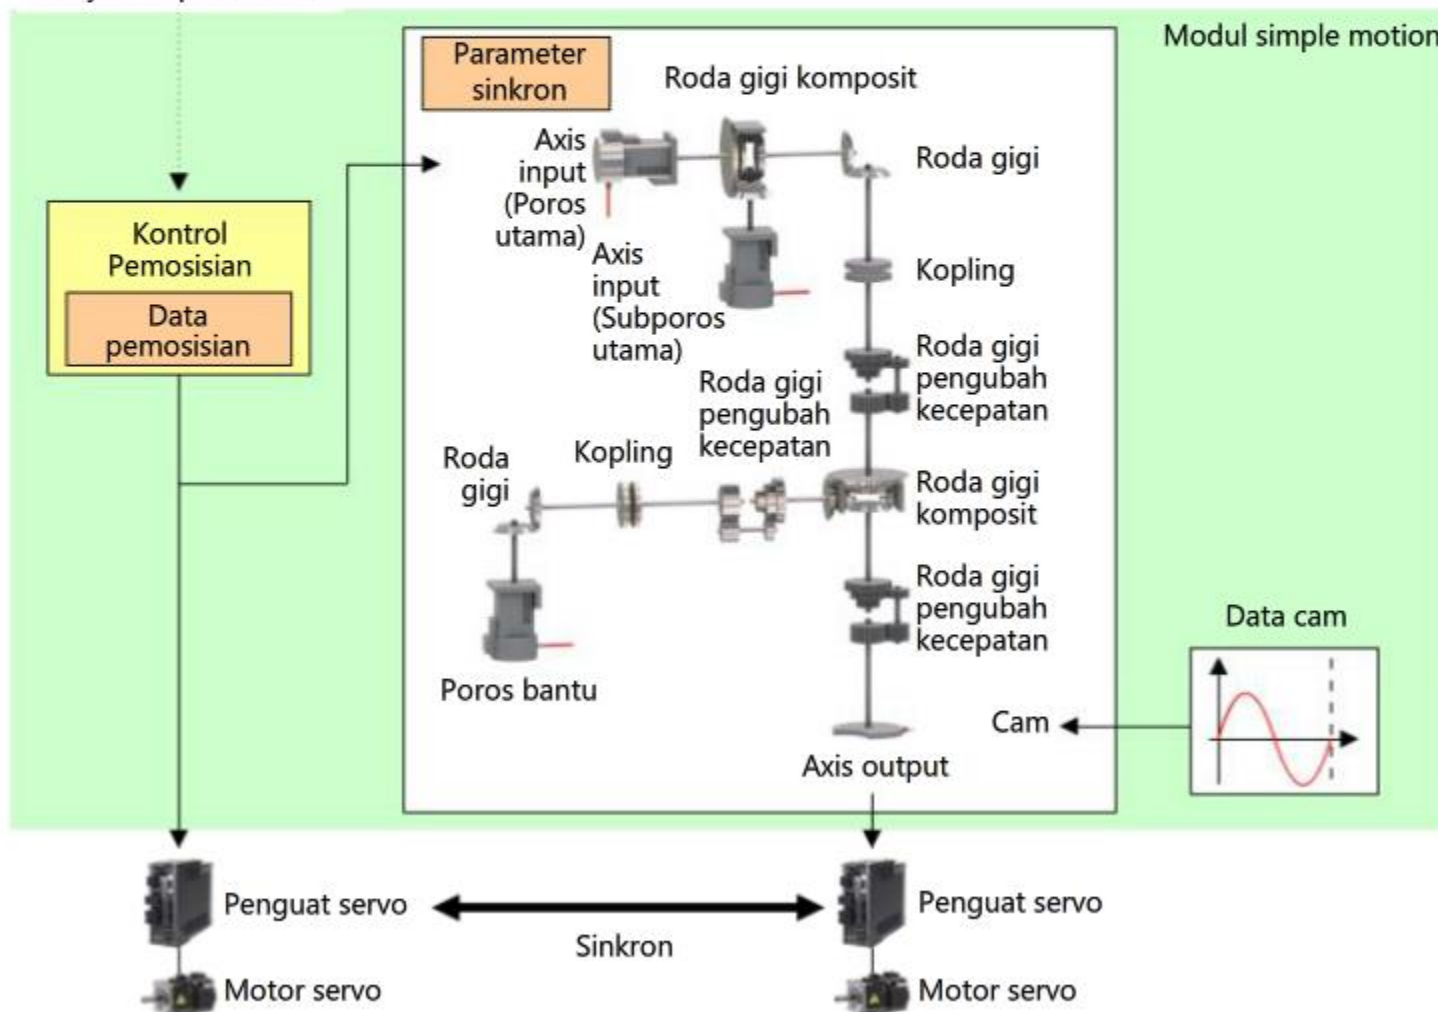 Modul simple motion
Parameter
sinkron
Roda gigi komposit
Axis
input
(Poros
utama)
Roda gigi
Axis
input
(Subporos
utama)
Kopling
Kontrol
Pemosisian
Data
pemosisian
Roda gigi
pengubah
kecepatan
Roda gigi
pengubah
kecepatan
Roda
gigi
Kopling
Roda gigi
komposit
Roda gigi
pengubah
kecepatan
Poros bantu
Data cam
Cam
Axis output
Penguat servo
Sinkron
Penguat servo
Motor servo
Motor servo